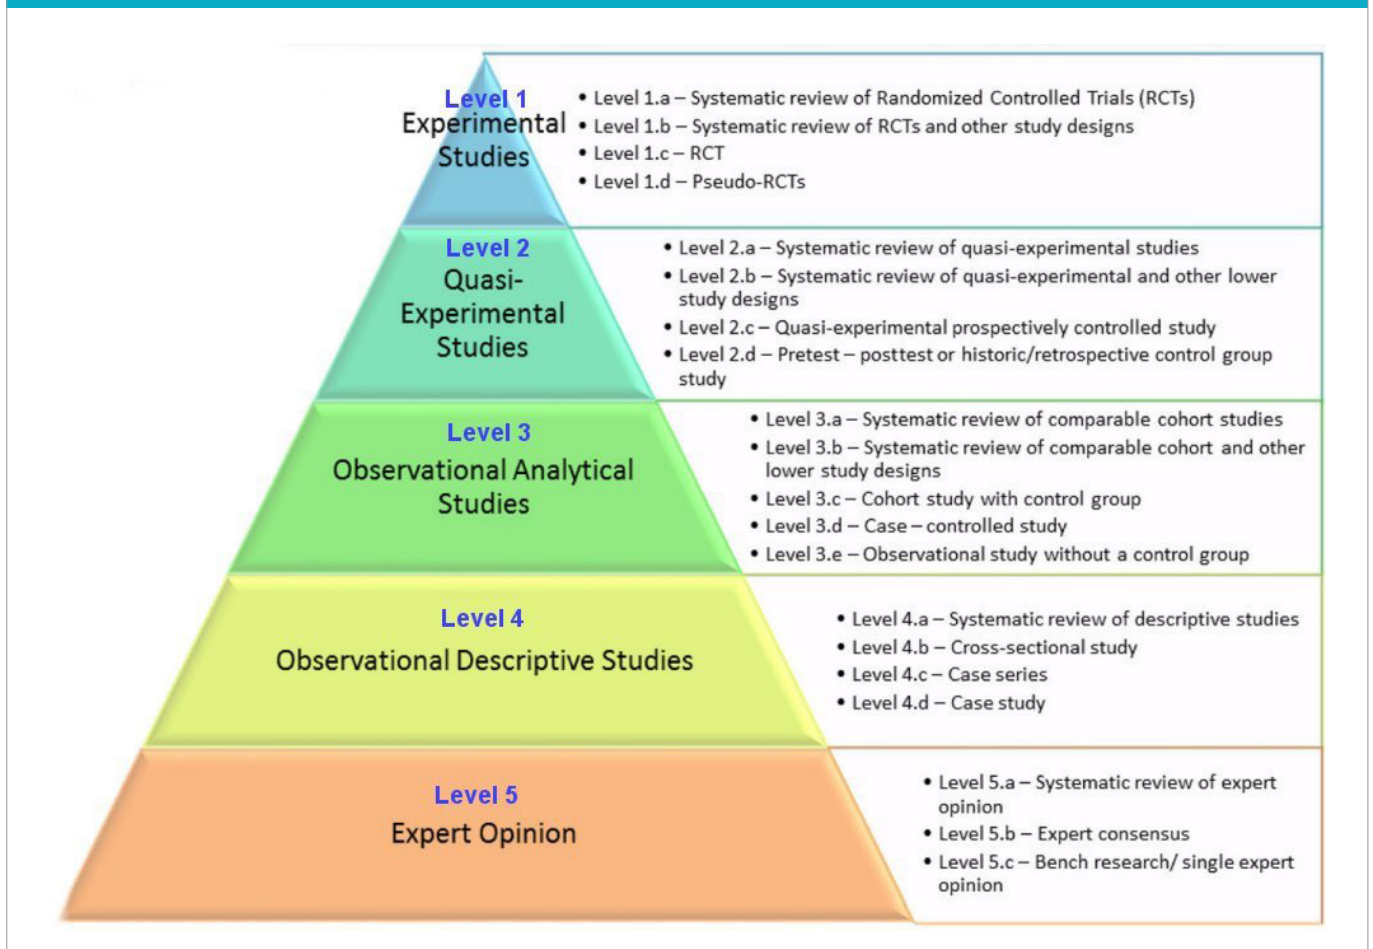 Level 1
Experimental
Studies
• Level 1.a – Systematic review of Randomized Controlled Trials (RCTs)
• Level 1.b – Systematic review of RCTs and other study designs
• Level 1.c – RCT
• Level 1.d – Pseudo-RCTs
Level 2
Quasi-
Experimental
Studies
• Level 2.a – Systematic review of quasi-experimental studies
• Level 2.b – Systematic review of quasi-experimental and other lower
study designs
• Level 2.c – Quasi-experimental prospectively controlled study
• Level 2.d – Pretest – posttest or historic/retrospective control group
study
Level 3
Observational Analytical
Studies
• Level 3.a – Systematic review of comparable cohort studies
• Level 3.b – Systematic review of comparable cohort and other
lower study designs
• Level 3.c – Cohort study with control group
• Level 3.d – Case – controlled study
• Level 3.e – Observational study without a control group
Level 4
Observational Descriptive Studies
• Level 4.a – Systematic review of descriptive studies
• Level 4.b – Cross-sectional study
• Level 4.c – Case series
• Level 4.d – Case study
Level 5
Expert Opinion
• Level 5.a – Systematic review of expert
opinion
• Level 5.b – Expert consensus
• Level 5.c – Bench research/ single expert
opinion